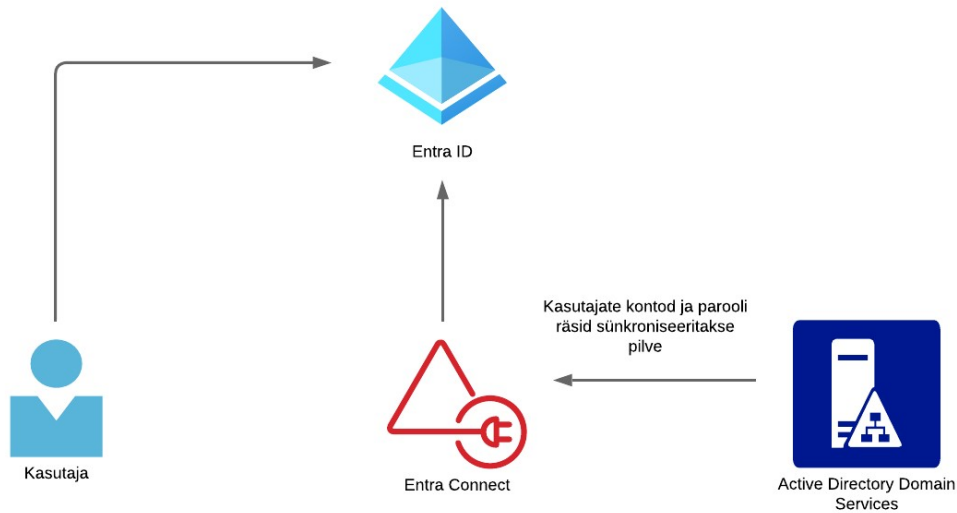 Entra ID
Kasutajate kontod ja parooli
räsid sünkroniseeritakse
pilve
Kasutaja
Entra Connect
Active Directory Domain
Services